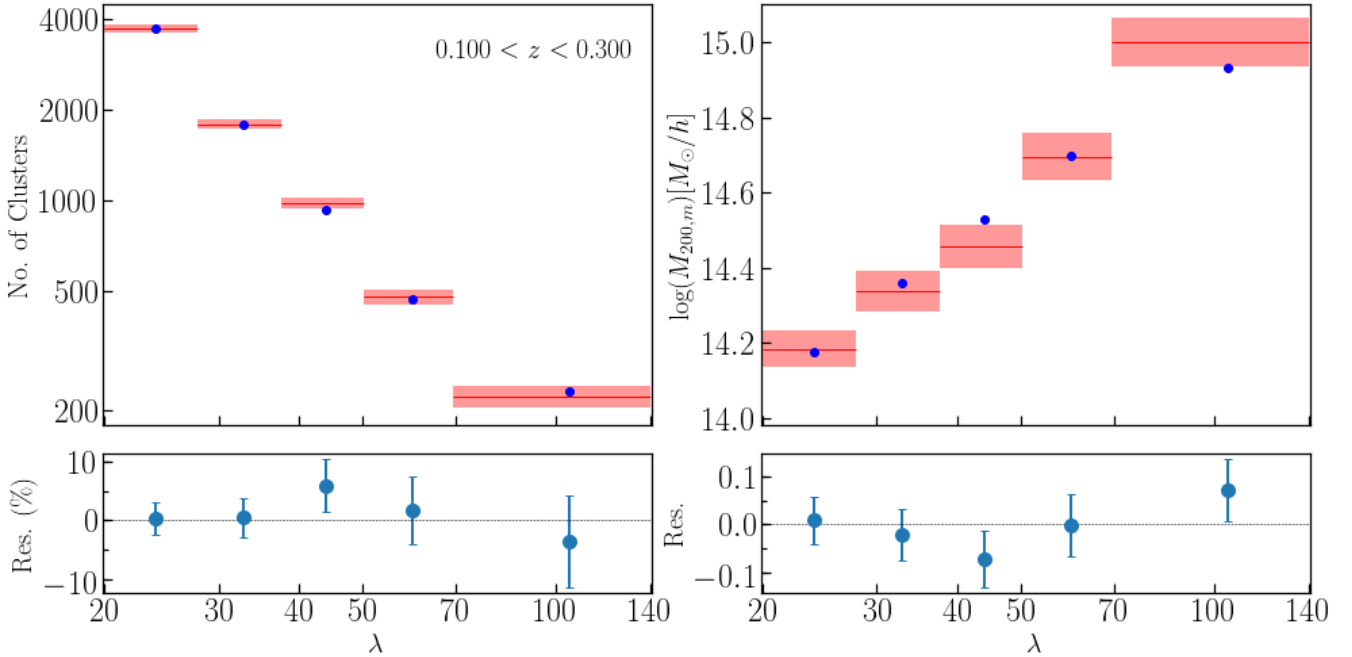 4000
2000
1000
500
200
No. of Clusters
0.100 < z < 0.300
15.0
14.8
14.6
14.4
14.2
14.0
log(M200,m)[M⊙/h]
10
0
−10
Res. (%)
20 30 40 50 70 100 140
λ
0.1
0.0
−0.1
Res.
20 30 40 50 70 100 140
λ